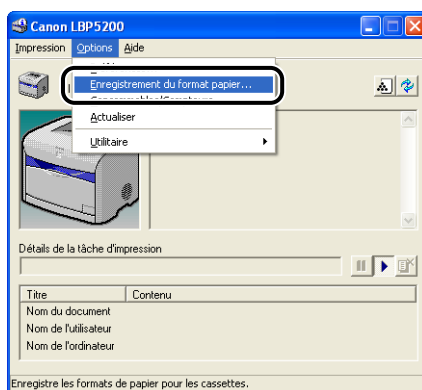 Canon LBP5200
Impression Options Aide
Enregistrement du format papier...
Actualiser
Utilitaire
Détails de la tâche d'impression
Titre Contenu
Nom du document
Nom de l'utilisateur
Nom de l'ordinateur
Enregistre les formats de papier pour les cassettes.